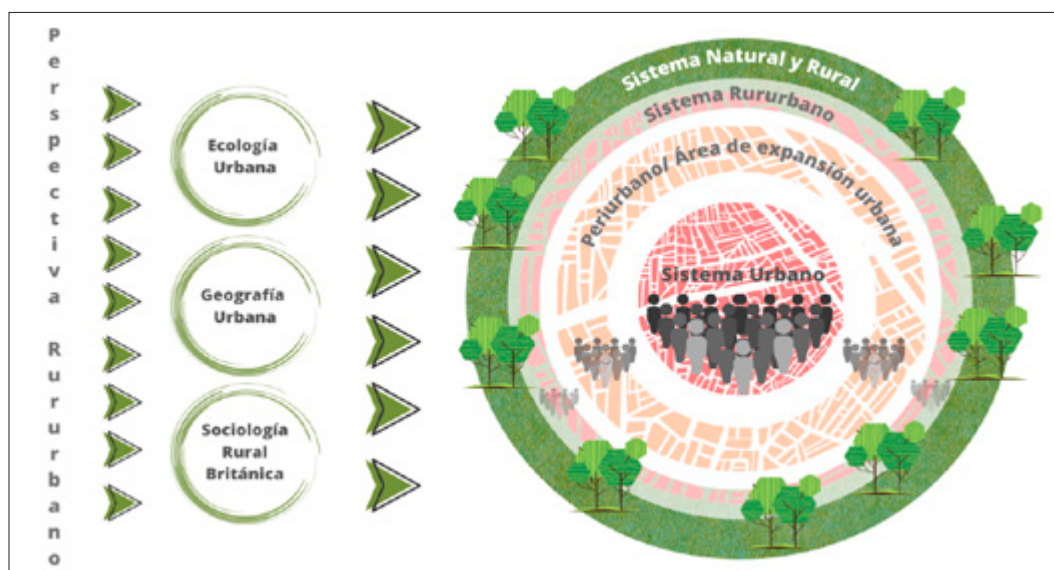 Perspectiva Rururbano
Ecología
Urbana
Geografía
Urbana
Sociología
Rural
Británica
Sistema Natural y Rural
Sistema Rururbano
Periurbano/ Área de expansión urbana
Sistema Urbano